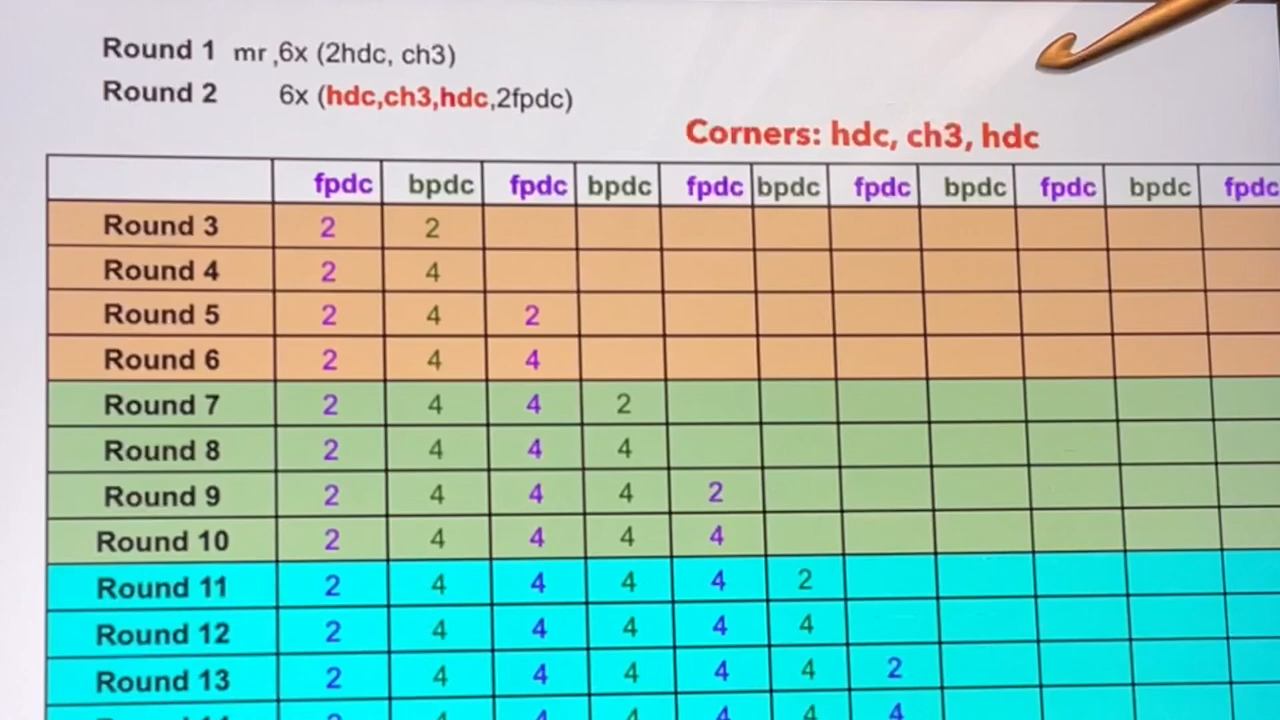 Round 1 mr ,6x (2hdc, ch3)
Round 2 6x (hdc,ch3,hdc,2fpdc)
Corners: hdc, ch3, hdc
fpdc bpdc fpdc bpdc fpdc bpdc fpdc bpdc fpdc bpdc fpdc
Round 3 2 2
Round 4 2 4
Round 5 2 4 2
Round 6 2 4 4
Round 7 2 4 4 2
Round 8 2 4 4 4
Round 9 2 4 4 4 2
Round 10 2 4 4 4 4
Round 11 2 4 4 4 4 2
Round 12 2 4 4 4 4 4
Round 13 2 4 4 4 4 4 2